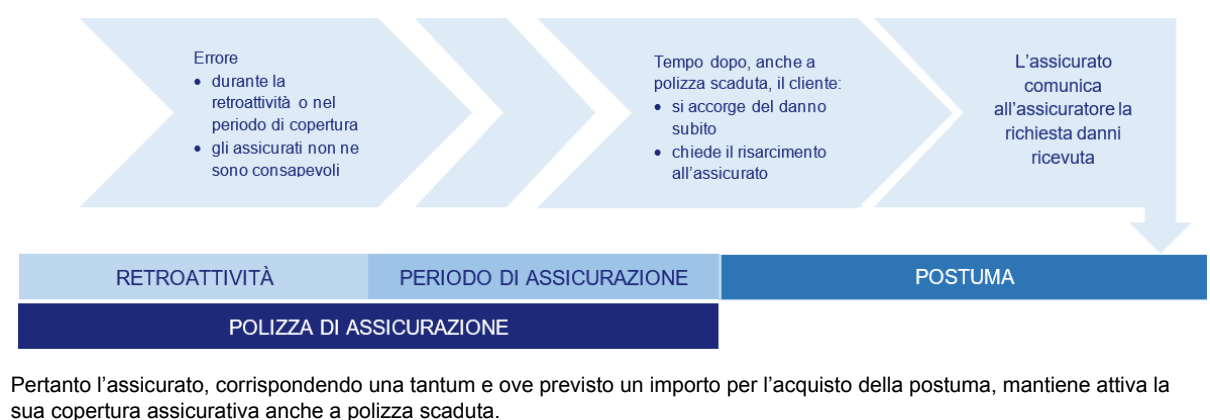 Errore
• durante la
retroattività o nel
periodo di copertura
• gli assicurati non ne
sono consapevoli
Tempo dopo, anche a
polizza scaduta, il cliente:
• si accorge del danno
subito
• chiede il risarcimento
all'assicurato
L'assicurato
comunica
all'assicuratore la
richiesta danni
ricevuta
RETROATTIVITÀ
PERIODO DI ASSICURAZIONE
POSTUMA
POLIZZA DI ASSICURAZIONE
Pertanto l'assicurato, corrispondendo una tantum e ove previsto un importo per l'acquisto della postuma, mantiene attiva la
sua copertura assicurativa anche a polizza scaduta.